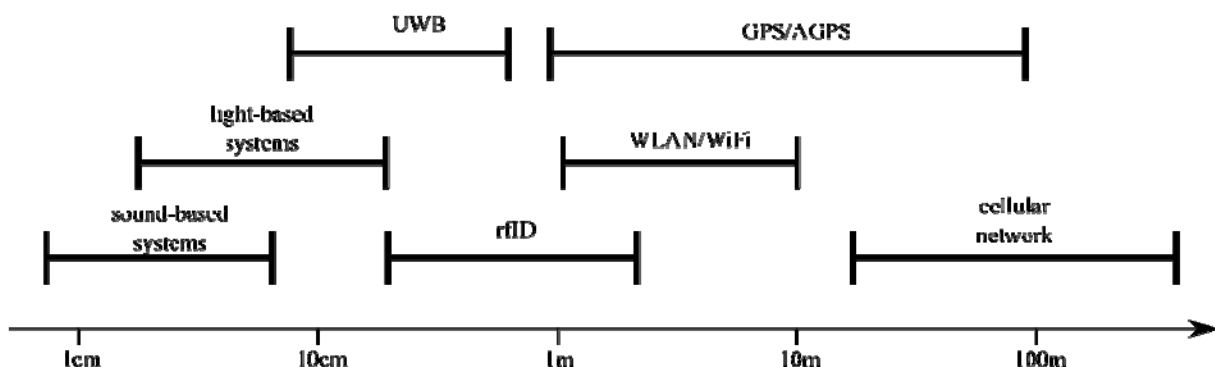 UWB
GPS/AGPS
light-based
systems
WLAN/WiFi
sound-based
systems
rfID
cellular
network
1cm
10cm
1m
10m
100m